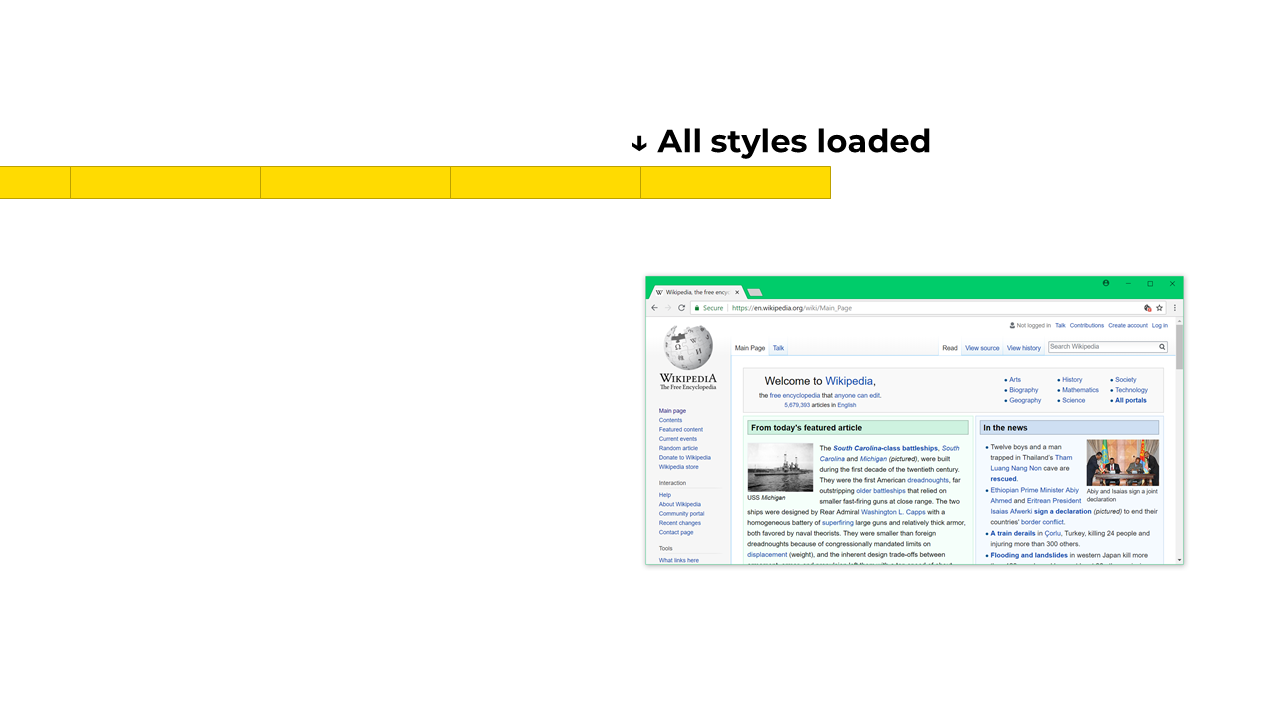 ↓ All styles loaded
Wikipedia, the free ency
Secure https://en.wikipedia.org/wiki/Main_Page
Not logged in Talk Contributions Create account Log in
Main Page Talk Read View source View history Search Wikipedia
WIKIPEDIA
The Free Encyclopedia
Main page
Contents
Featured content
Current events
Random article
Donate to Wikipedia
Wikipedia store
Interaction
Help
About Wikipedia
Community portal
Recent changes
Contact page
Tools
What links here
Welcome to Wikipedia,
the free encyclopedia that anyone can edit.
5,679,393 articles in English
• Arts • History • Society
• Biography • Mathematics • Technology
• Geography • Science • All portals
From today's featured article
USS Michigan
The South Carolina-class battleships, South
Carolina and Michigan (pictured), were built
during the first decade of the twentieth century.
They were the first American dreadnoughts, far
outstripping older battleships that relied on
smaller fast-firing guns at close range. The two
ships were designed by Rear Admiral Washington L. Capps with a
homogeneous battery of superfiring large guns and relatively thick armor,
both favored by naval theorists. They were smaller than foreign
dreadnoughts because of congressionally mandated limits on
displacement (weight), and the inherent design trade-offs between
In the news
• Twelve boys and a man
trapped in Thailand's Tham
Luang Nang Non cave are
rescued.
• Ethiopian Prime Minister Abiy
Ahmed and Eritrean President
Isaias Afwerki sign a declaration (pictured) to end their
countries' border conflict.
Abiy and Isaias sign a joint
declaration
• A train derails in Çorlu, Turkey, killing 24 people and
injuring more than 300 others.
• Flooding and landslides in western Japan kill more